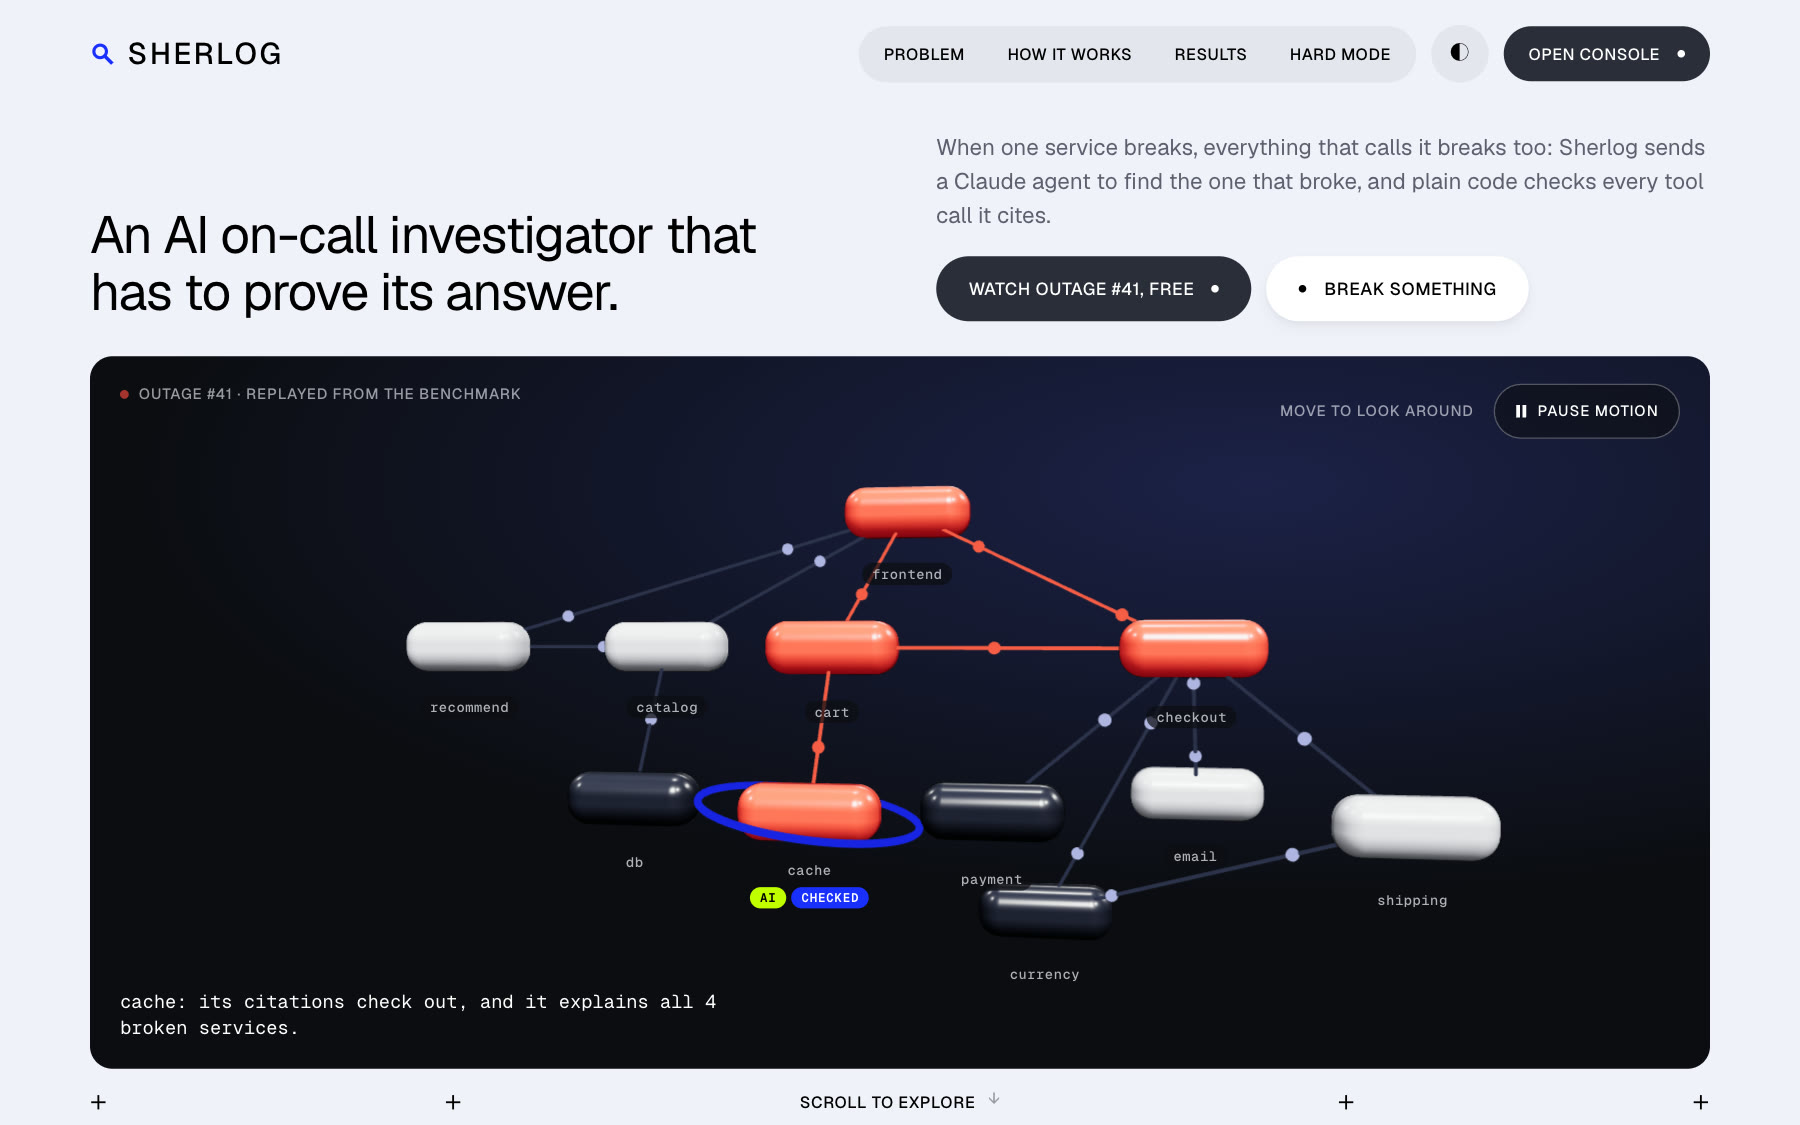 SHERLOG
PROBLEM HOW IT WORKS RESULTS HARD MODE
OPEN CONSOLE
An AI on-call investigator that
has to prove its answer.
When one service breaks, everything that calls it breaks too: Sherlog sends
a Claude agent to find the one that broke, and plain code checks every tool
call it cites.
WATCH OUTAGE #41, FREE
BREAK SOMETHING
OUTAGE #41 · REPLAYED FROM THE BENCHMARK
MOVE TO LOOK AROUND
PAUSE MOTION
frontend
recommend
catalog
cart
checkout
db
cache
AI CHECKED
payment
email
shipping
currency
cache: its citations check out, and it explains all 4
broken services.
SCROLL TO EXPLORE